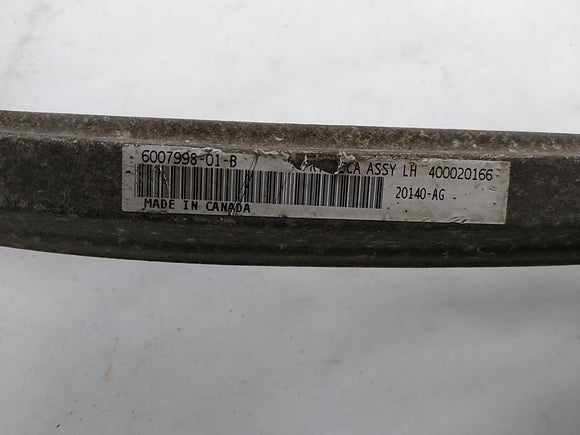 6007998-01-B ASSY LH 400020166
20140-AG
MADE IN CANADA